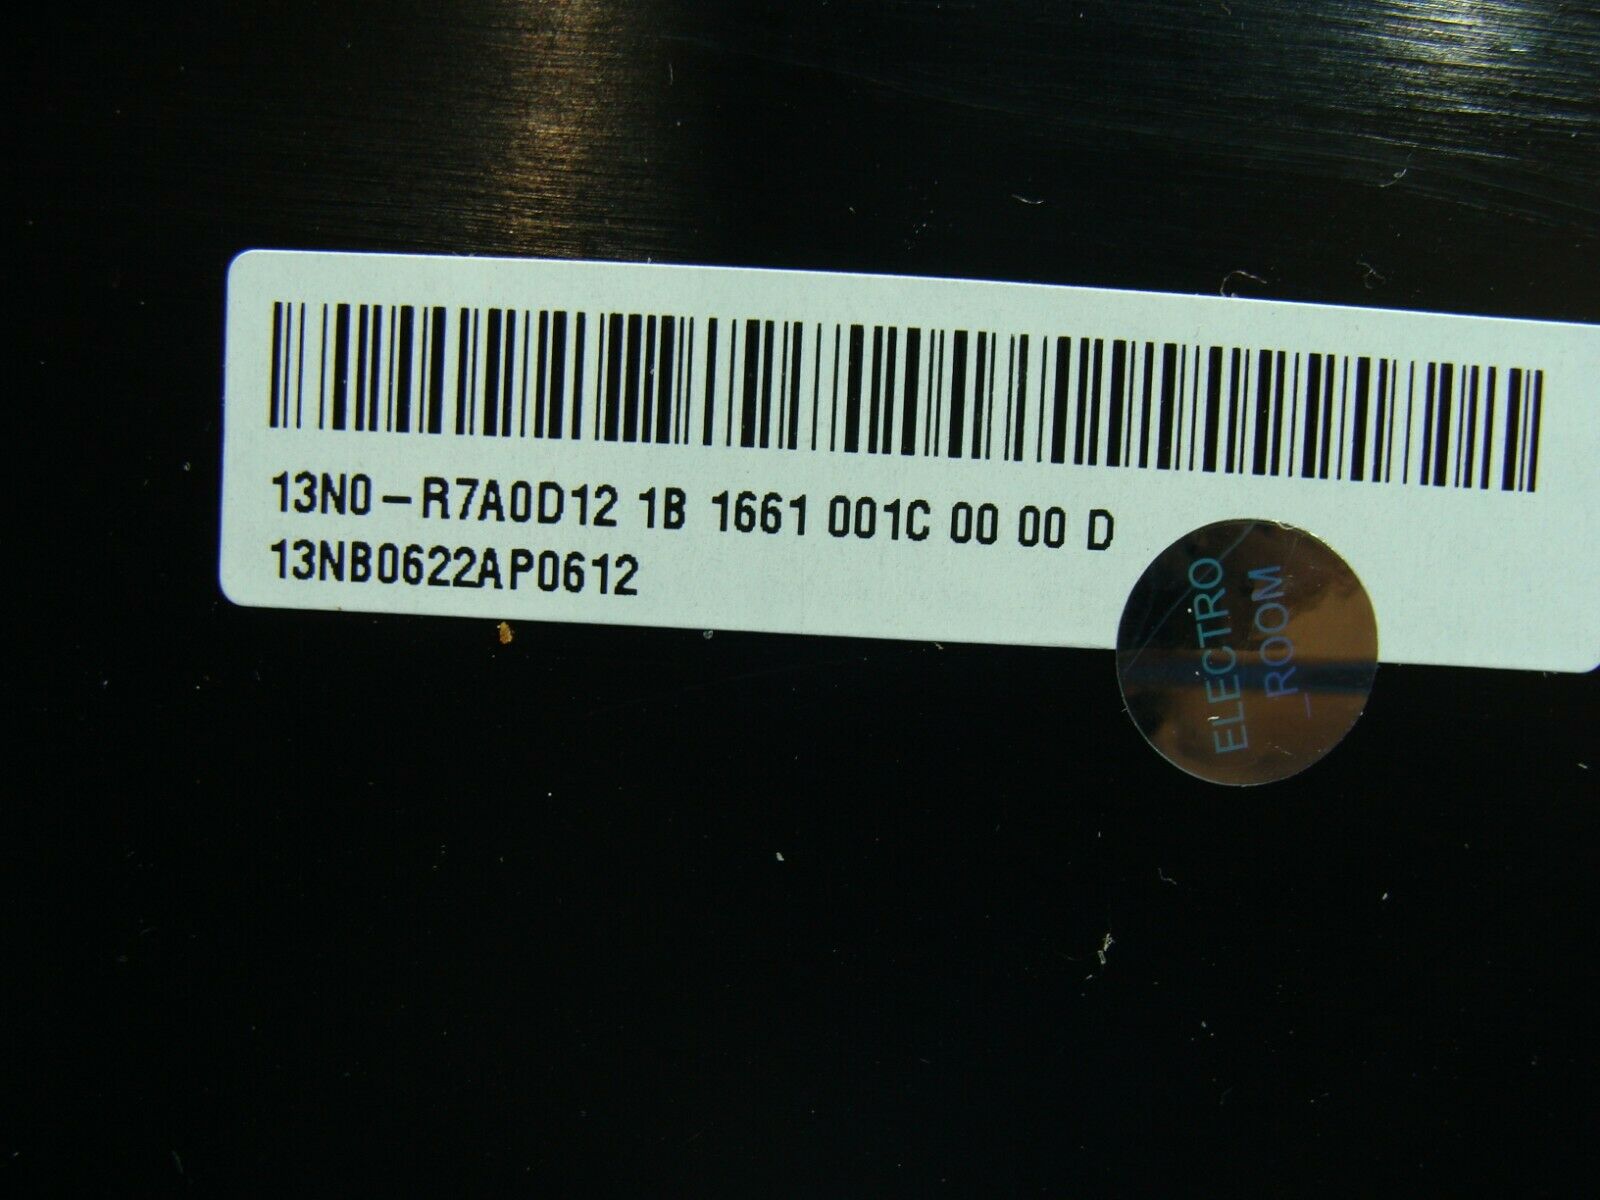 13N0-R7A0D12 1B 1661 001C 00 00 D
13NB0622AP0612
ELECTRO
_ROOM